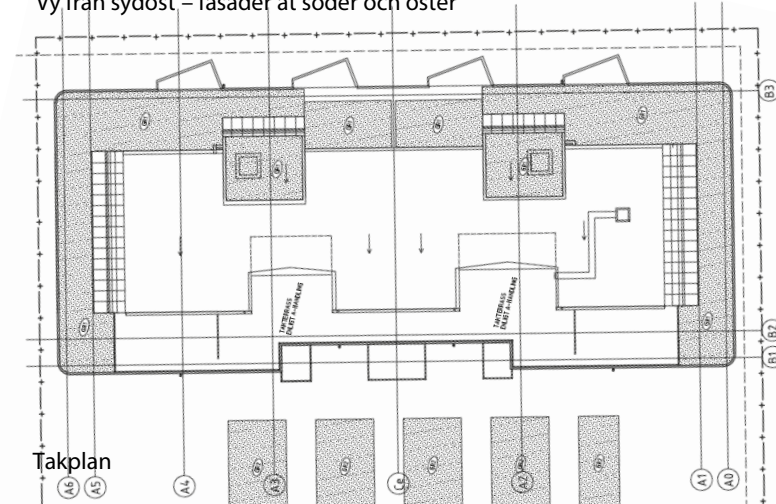 Vy från sydost – fasader åt söder och öster
B3
TAKTERRASS
ENLIGT A-HANDLING
TAKTERRASS
ENLIGT A-HANDLING
B2
B1
Takplan
A6
A5
A4
A3
Ce
A2
A1
A0